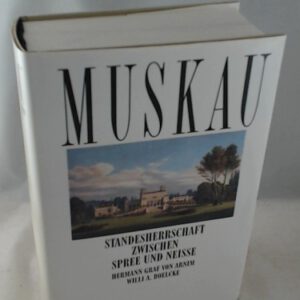 MUSKAU
STANDESHERRSCHAFT
ZWISCHEN
SPREE UND NEISSE
HERMANN GRAF VON ARNIM
WILLI A. BOELCKE